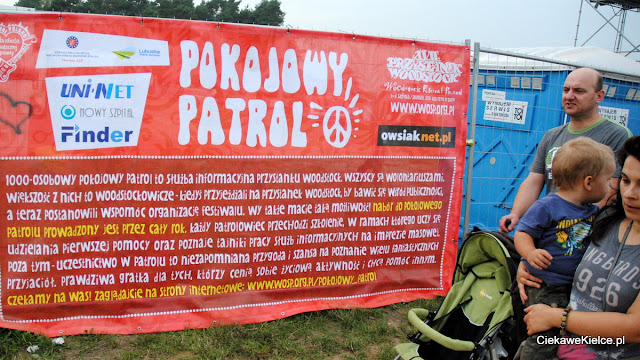 POKOJOWY
PATROL
XVII
PRZYSTANEK
WOODSTOCK
www.wosp.org.pl
UNI-NET
NOWY SZPITAL
Finder
owsiaknet.pl
1000-osobowy Pokojowy Patrol to służba informacyjna Przystanku Woodstock. Wszyscy są wolontariuszami.
Większość z nich to woodstockowicze - kiedyś przyjeżdżali na Przystanek Woodstock, by bawić się wśród publiczności,
a teraz postanowili wspomóc organizację festiwalu. Wy także macie taką możliwość! Nabór do Pokojowego
Patrolu prowadzony jest przez cały rok. Każdy Patrolowiec przechodzi szkolenie, w ramach którego uczy się
udzielania pierwszej pomocy oraz poznaje tajniki pracy służb informacyjnych na imprezie masowej.
Poza tym - uczestnictwo w Patrolu to niezapomniana przygoda i szansa na poznanie wielu fantastycznych
przyjaciół. Prawdziwa gratka dla tych, którzy cenią sobie życiową aktywność i chcą pomóc innym.
Czekamy na Was! Zaglądajcie na strony internetowe: www.wosp.org.pl/pokojowy_patrol
WYNAJEM
SERWIS
CiekaweKielce.pl